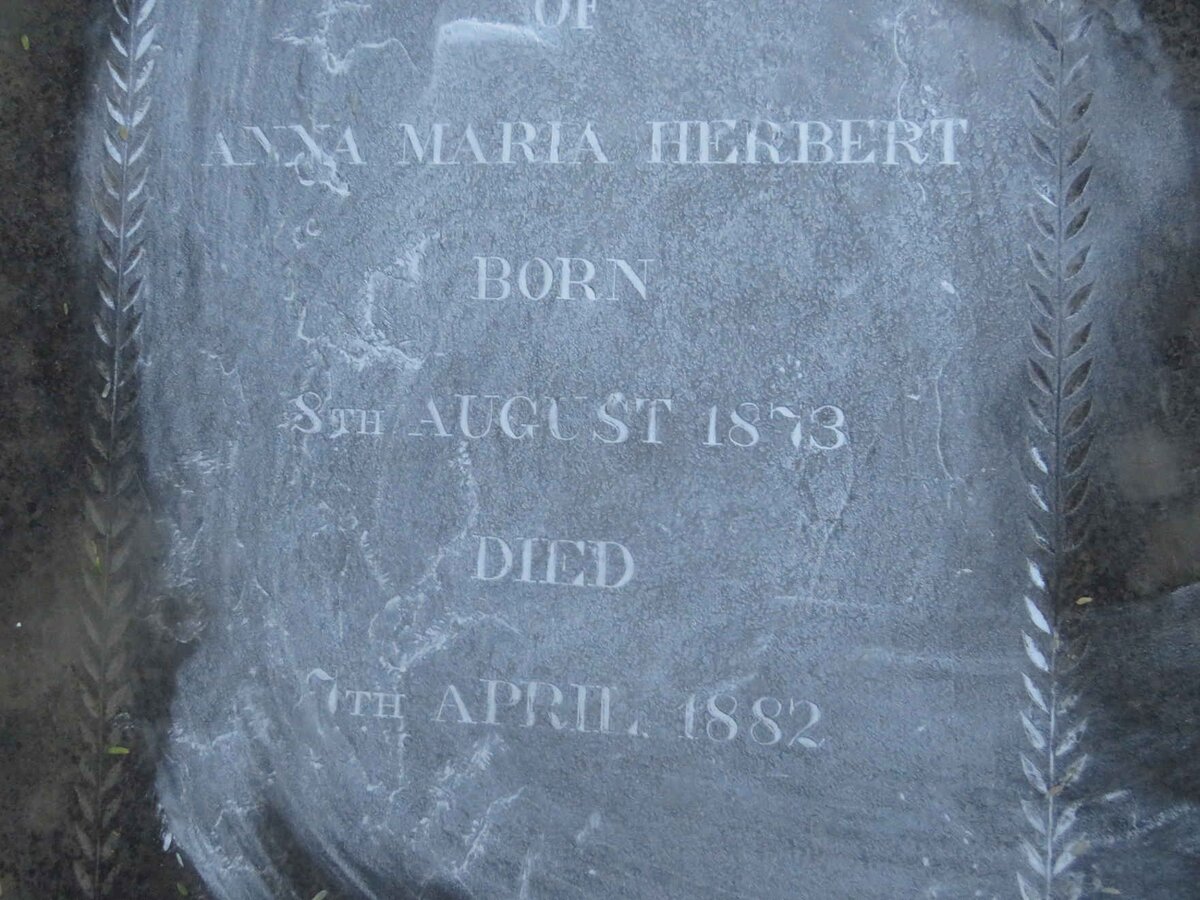 OF
ANNA MARIA HERBERT
BORN
8TH AUGUST 1873
DIED
7TH APRIL 1882